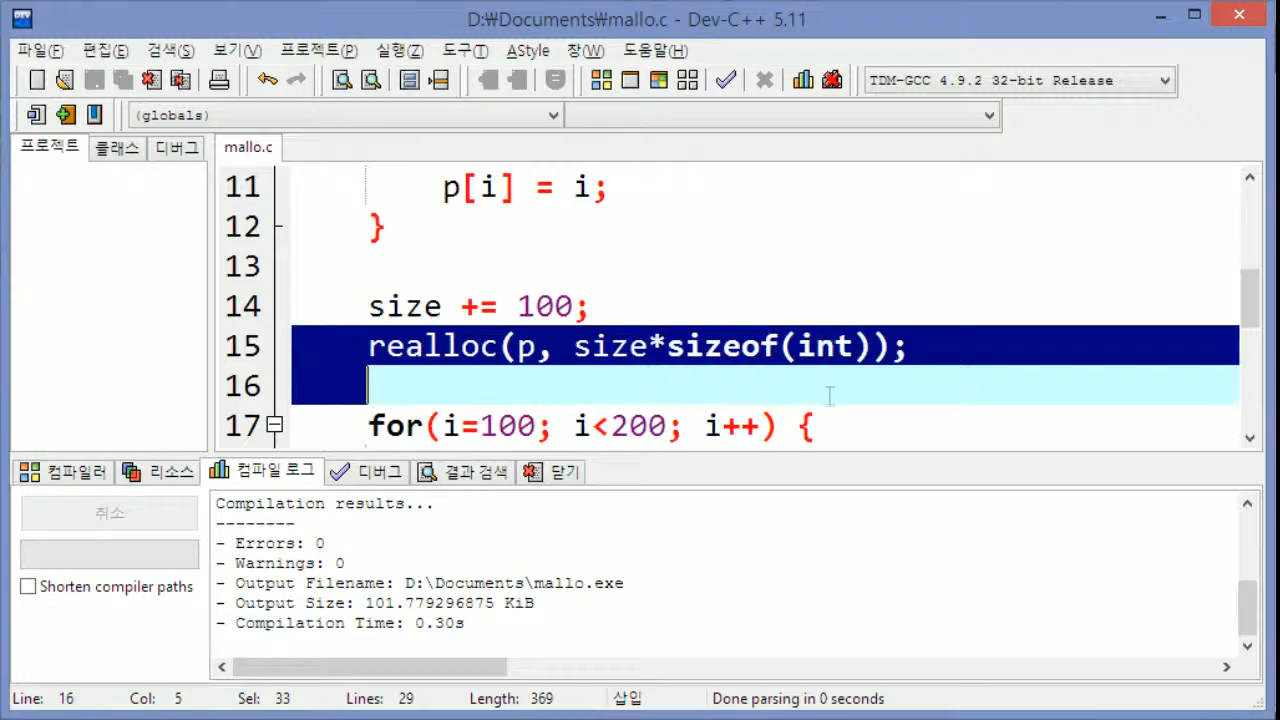 D:\Documents\mallo.c - Dev-C++ 5.11
파일(F) 편집(E) 검색(S) 보기(V) 프로젝트(P) 실행(Z) 도구(T) AStyle 창(W) 도움말(H)
TDM-GCC 4.9.2 32-bit Release
(globals)
프로젝트 클래스 디버그
mallo.c
11 p[i] = i;
12 }
13
14 size += 100;
15 realloc(p, size*sizeof(int));
16
17 for(i=100; i<200; i++) {
컴파일러 리소스 컴파일 로그 디버그 결과 검색 닫기
취소
Shorten compiler paths
Compilation results...
--------
- Errors: 0
- Warnings: 0
- Output Filename: D:\Documents\mallo.exe
- Output Size: 101.779296875 KiB
- Compilation Time: 0.30s
Line: 16 Col: 5 Sel: 33 Lines: 29 Length: 369 삽입 Done parsing in 0 seconds